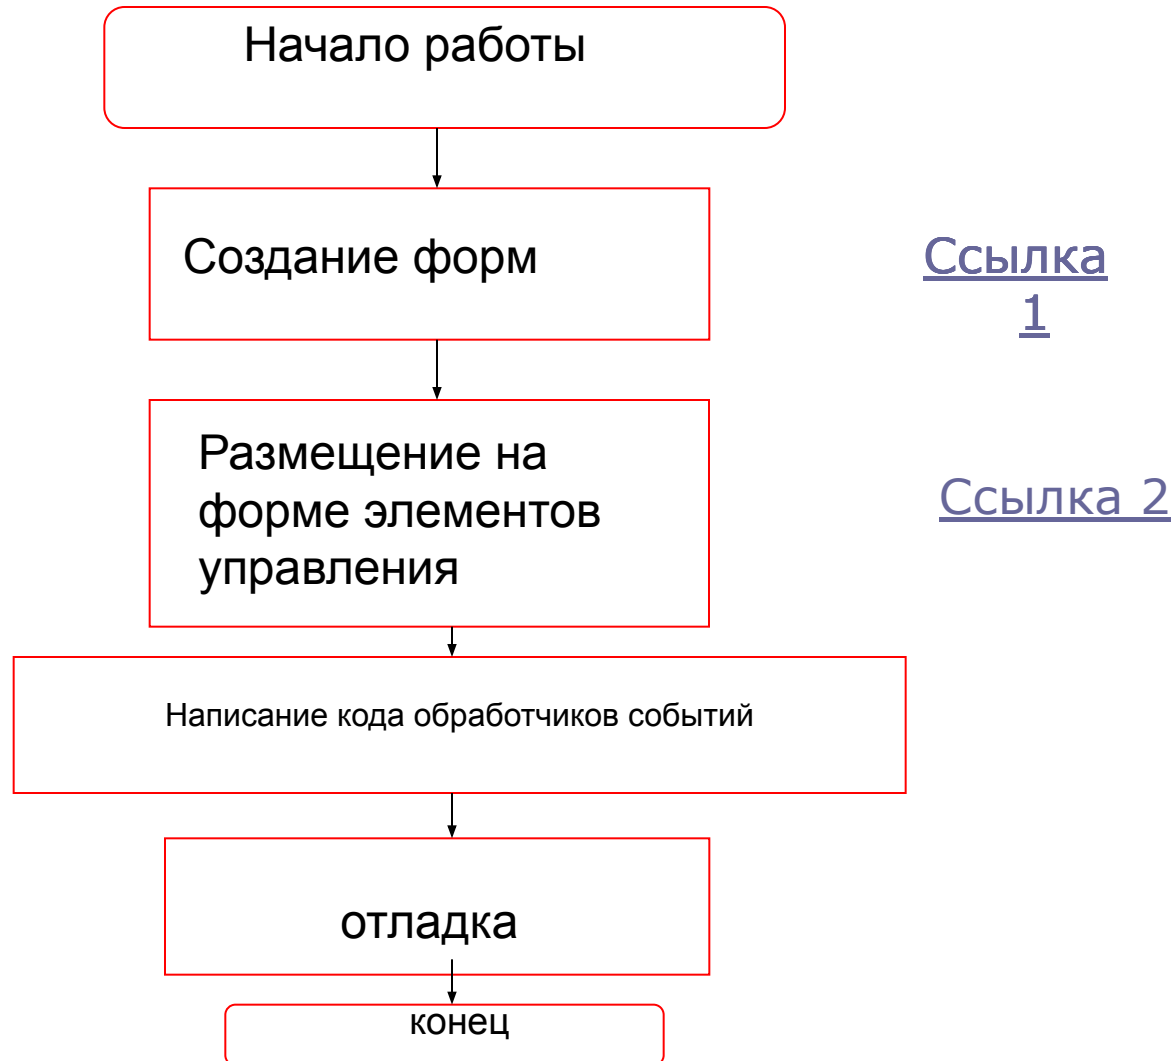 Начало работы
Создание форм
Ссылка
1
Размещение на
форме элементов
управления
Ссылка 2
Написание кода обработчиков событий
отладка
конец